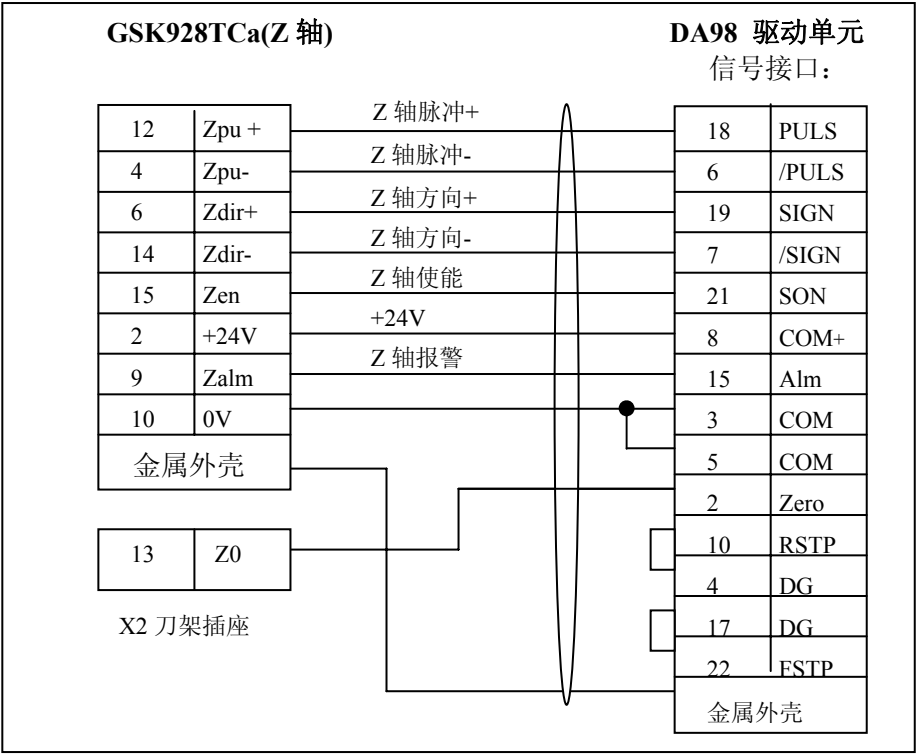 GSK928TCa(Z 轴)
DA98 驱动单元
信号接口:
12 Zpu +
4 Zpu-
6 Zdir+
14 Zdir-
15 Zen
2 +24V
9 Zalm
10 0V
金属外壳
13 Z0
X2 刀架插座
Z 轴脉冲+
Z 轴脉冲-
Z 轴方向+
Z 轴方向-
Z 轴使能
+24V
Z 轴报警
18 PULS
6 /PULS
19 SIGN
7 /SIGN
21 SON
8 COM+
15 Alm
3 COM
5 COM
2 Zero
10 RSTP
4 DG
17 DG
22 FSTP
金属外壳